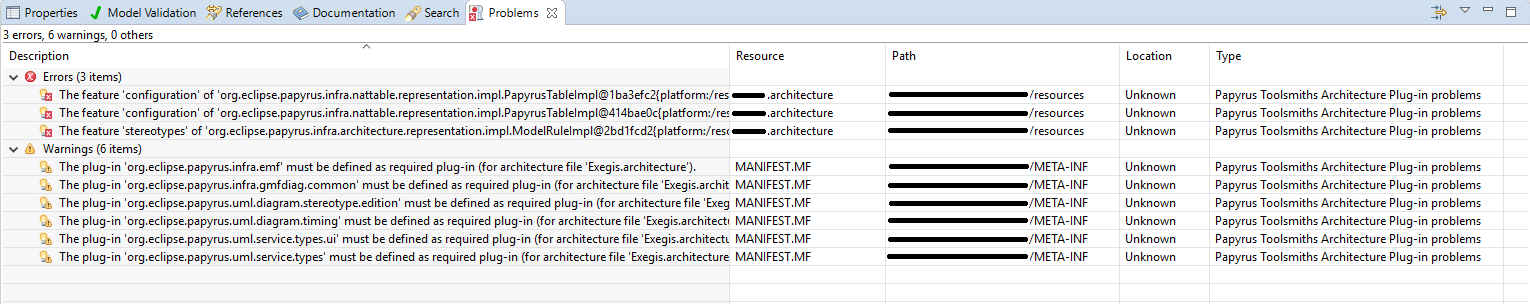 Properties Model Validation References Documentation Search Problems
3 errors, 6 warnings, 0 others
Description Resource Path Location Type
Errors (3 items)
The feature 'configuration' of 'org.eclipse.papyrus.infra.nattable.representation.impl.PapyrusTableImpl@1ba3efc2{platform:/res .architecture /resources Unknown Papyrus Toolsmiths Architecture Plug-in problems
The feature 'configuration' of 'org.eclipse.papyrus.infra.nattable.representation.impl.PapyrusTableImpl@414bae0c{platform:/res .architecture /resources Unknown Papyrus Toolsmiths Architecture Plug-in problems
The feature 'stereotypes' of 'org.eclipse.papyrus.infra.architecture.representation.impl.ModelRuleImpl@2bd1fcd2{platform:/reso .architecture /resources Unknown Papyrus Toolsmiths Architecture Plug-in problems
Warnings (6 items)
The plug-in 'org.eclipse.papyrus.infra.emf' must be defined as required plug-in (for architecture file 'Exegis.architecture'). MANIFEST.MF /META-INF Unknown Papyrus Toolsmiths Architecture Plug-in problems
The plug-in 'org.eclipse.papyrus.infra.gmfdiag.common' must be defined as required plug-in (for architecture file 'Exegis.archit MANIFEST.MF /META-INF Unknown Papyrus Toolsmiths Architecture Plug-in problems
The plug-in 'org.eclipse.papyrus.uml.diagram.stereotype.edition' must be defined as required plug-in (for architecture file 'Exeg MANIFEST.MF /META-INF Unknown Papyrus Toolsmiths Architecture Plug-in problems
The plug-in 'org.eclipse.papyrus.uml.diagram.timing' must be defined as required plug-in (for architecture file 'Exegis.architectu MANIFEST.MF /META-INF Unknown Papyrus Toolsmiths Architecture Plug-in problems
The plug-in 'org.eclipse.papyrus.uml.service.types.ui' must be defined as required plug-in (for architecture file 'Exegis.architectu MANIFEST.MF /META-INF Unknown Papyrus Toolsmiths Architecture Plug-in problems
The plug-in 'org.eclipse.papyrus.uml.service.types' must be defined as required plug-in (for architecture file 'Exegis.architecture MANIFEST.MF /META-INF Unknown Papyrus Toolsmiths Architecture Plug-in problems